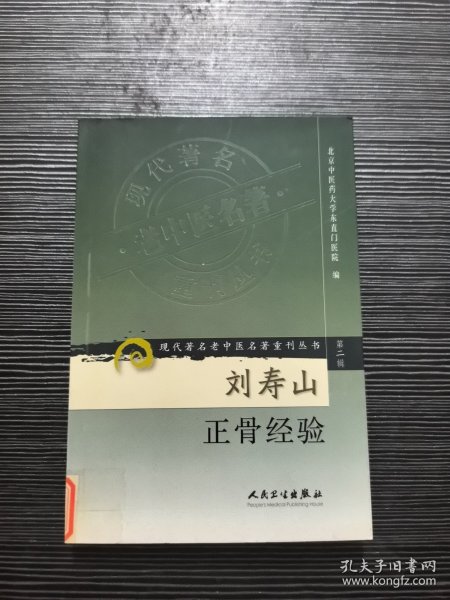 现代著名
老中医名著
重刊丛书
北京中医药大学东直门医院 编
现代著名老中医名著重刊丛书
第二辑
刘寿山
正骨经验
人民卫生出版社
People's Medical Publishing House
孔夫子旧书网
www.kongfz.com